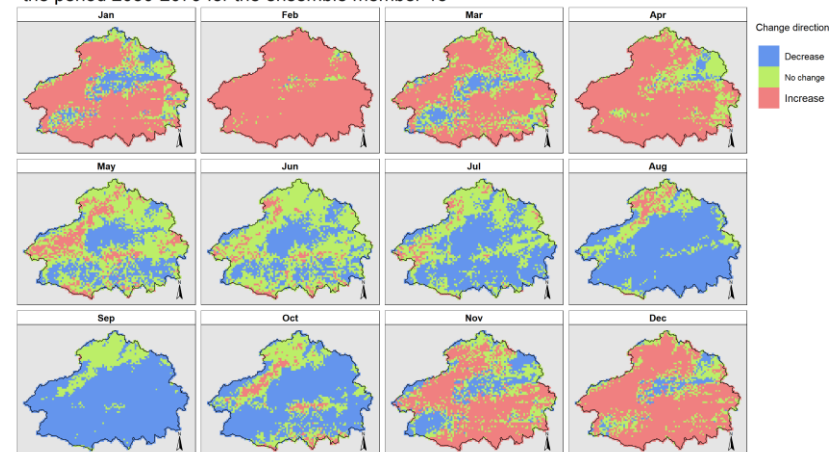 Jan
Feb
Mar
Apr
Change direction
Decrease
No change
Increase
May
Jun
Jul
Aug
Sep
Oct
Nov
Dec
N
N
N
N
N
N
N
N
N
N
N
N